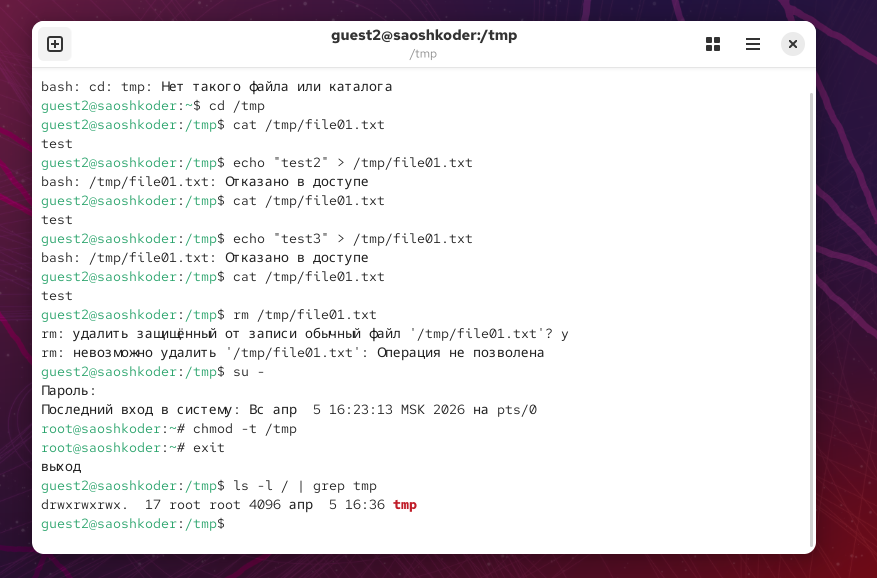 guest2@saoshkoder:/tmp
/tmp
bash: cd: tmp: Нет такого файла или каталога
guest2@saoshkoder:~$ cd /tmp
guest2@saoshkoder:/tmp$ cat /tmp/file01.txt
test
guest2@saoshkoder:/tmp$ echo "test2" > /tmp/file01.txt
bash: /tmp/file01.txt: Отказано в доступе
guest2@saoshkoder:/tmp$ cat /tmp/file01.txt
test
guest2@saoshkoder:/tmp$ echo "test3" > /tmp/file01.txt
bash: /tmp/file01.txt: Отказано в доступе
guest2@saoshkoder:/tmp$ cat /tmp/file01.txt
test
guest2@saoshkoder:/tmp$ rm /tmp/file01.txt
rm: удалить защищённый от записи обычный файл '/tmp/file01.txt'? y
rm: невозможно удалить '/tmp/file01.txt': Операция не позволена
guest2@saoshkoder:/tmp$ su -
Пароль:
Последний вход в систему: Вс апр  5 16:23:13 MSK 2026 на pts/0
root@saoshkoder:~# chmod -t /tmp
root@saoshkoder:~# exit
выход
guest2@saoshkoder:/tmp$ ls -l / | grep tmp
drwxrwxrwx.  17 root root 4096 апр  5 16:36 tmp
guest2@saoshkoder:/tmp$